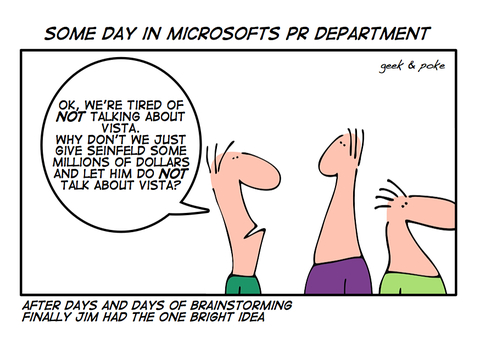 SOME DAY IN MICROSOFTS PR DEPARTMENT
geek & poke
OK, WE'RE TIRED OF
NOT TALKING ABOUT
VISTA.
WHY DON'T WE JUST
GIVE SEINFELD SOME
MILLIONS OF DOLLARS
AND LET HIM DO NOT
TALK ABOUT VISTA?
AFTER DAYS AND DAYS OF BRAINSTORMING
FINALLY JIM HAD THE ONE BRIGHT IDEA